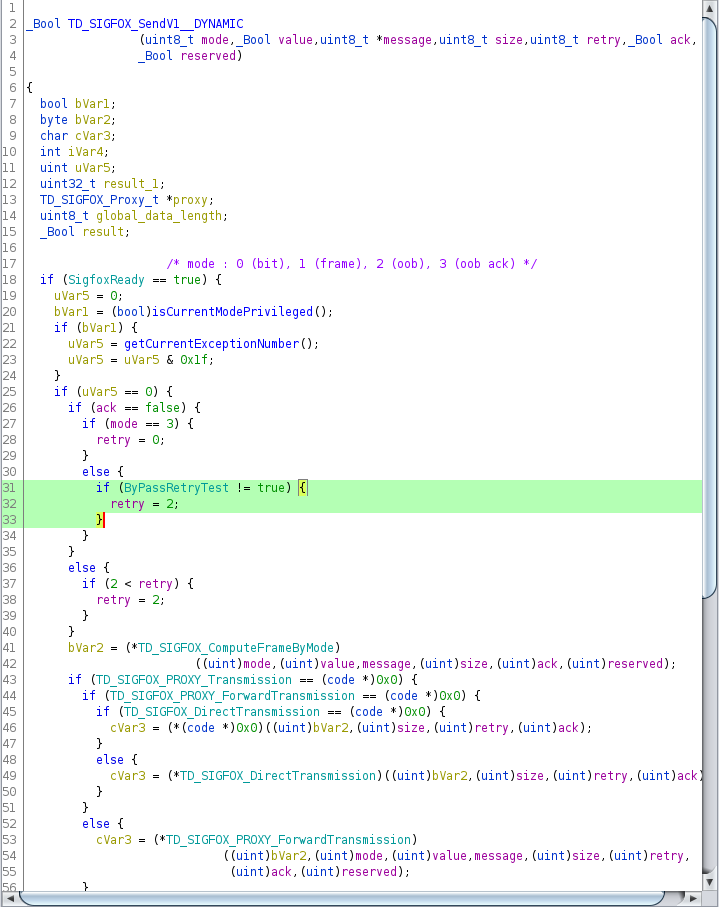 1
2 _Bool TD_SIGFOX_SendV1__DYNAMIC
3 (uint8_t mode,_Bool value,uint8_t *message,uint8_t size,uint8_t retry,_Bool ack,
4 _Bool reserved)
5
6 {
7 bool bVar1;
8 byte bVar2;
9 char cVar3;
10 int iVar4;
11 uint uVar5;
12 uint32_t result_1;
13 TD_SIGFOX_Proxy_t *proxy;
14 uint8_t global_data_length;
15 _Bool result;
16
17 /* mode : 0 (bit), 1 (frame), 2 (oob), 3 (oob ack) */
18 if (SigfoxReady == true) {
19 uVar5 = 0;
20 bVar1 = (bool)isCurrentModePrivileged();
21 if (bVar1) {
22 uVar5 = getCurrentExceptionNumber();
23 uVar5 = uVar5 & 0x1f;
24 }
25 if (uVar5 == 0) {
26 if (ack == false) {
27 if (mode == 3) {
28 retry = 0;
29 }
30 else {
31 if (ByPassRetryTest != true) {
32 retry = 2;
33 }
34 }
35 }
36 else {
37 if (2 < retry) {
38 retry = 2;
39 }
40 }
41 bVar2 = (*TD_SIGFOX_ComputeFrameByMode)
42 ((uint)mode,(uint)value,message,(uint)size,(uint)ack,(uint)reserved);
43 if (TD_SIGFOX_PROXY_Transmission == (code *)0x0) {
44 if (TD_SIGFOX_PROXY_ForwardTransmission == (code *)0x0) {
45 if (TD_SIGFOX_DirectTransmission == (code *)0x0) {
46 cVar3 = (*(code *)0x0)((uint)bVar2,(uint)size,(uint)retry,(uint)ack);
47 }
48 else {
49 cVar3 = (*TD_SIGFOX_DirectTransmission)((uint)bVar2,(uint)size,(uint)retry,(uint)ack)
50 }
51 }
52 else {
53 cVar3 = (*TD_SIGFOX_PROXY_ForwardTransmission)
54 ((uint)bVar2,(uint)mode,(uint)value,message,(uint)size,(uint)retry,
55 (uint)ack,(uint)reserved);
56 }